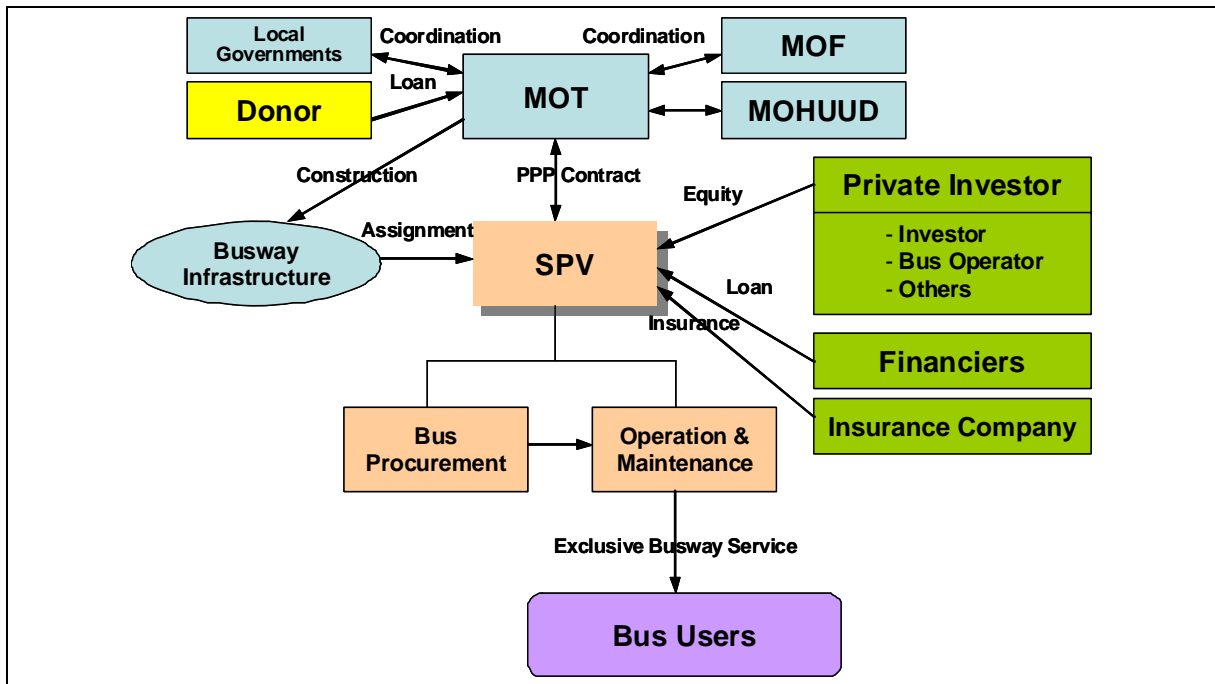 Local
Governments
Coordination
Coordination
MOF
Donor
Loan
MOT
MOHUUD
Construction
PPP Contract
Equity
Private Investor
- Investor
- Bus Operator
- Others
Busway
Infrastructure
Assignment
SPV
Loan
Insurance
Financiers
Insurance Company
Bus
Procurement
Operation &
Maintenance
Exclusive Busway Service
Bus Users